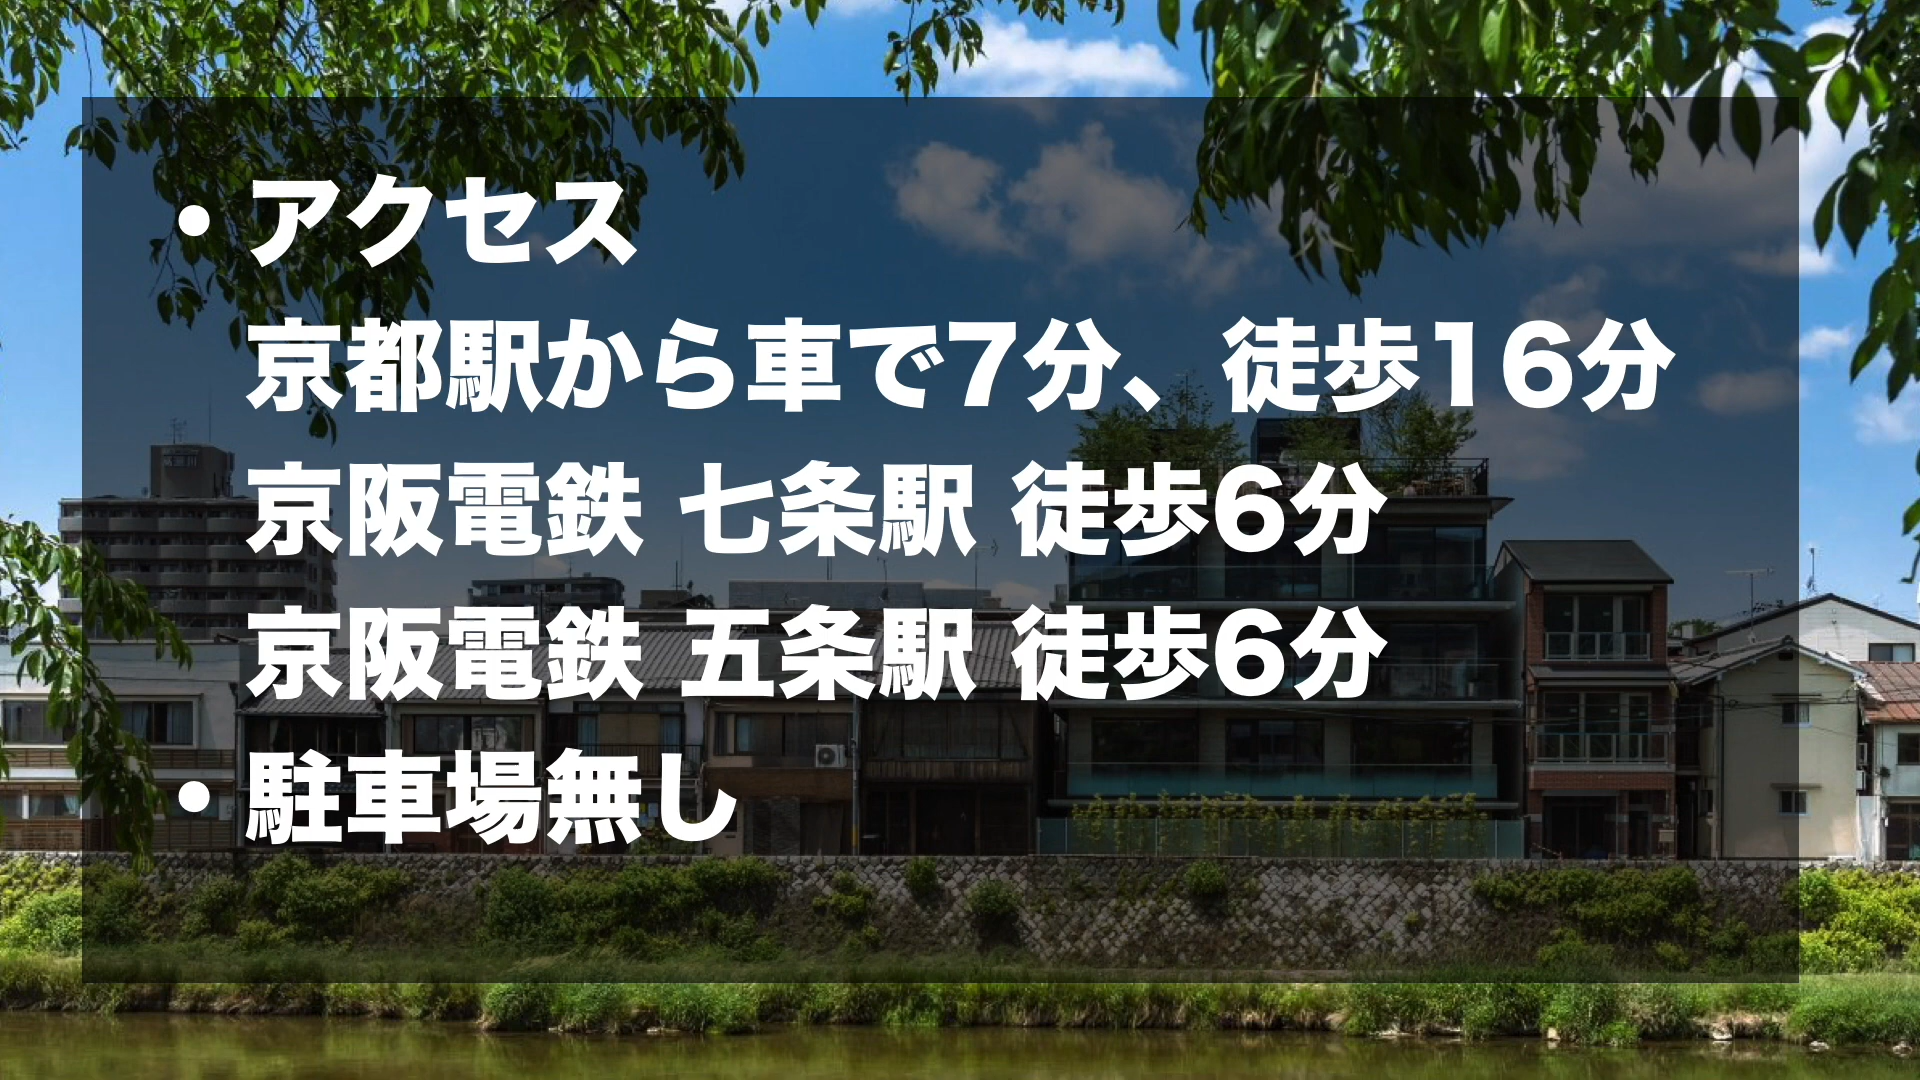 ・アクセス
京都駅から車で7分、徒歩16分
京阪電鉄 七条駅 徒歩6分
京阪電鉄 五条駅 徒歩6分
・駐車場無し